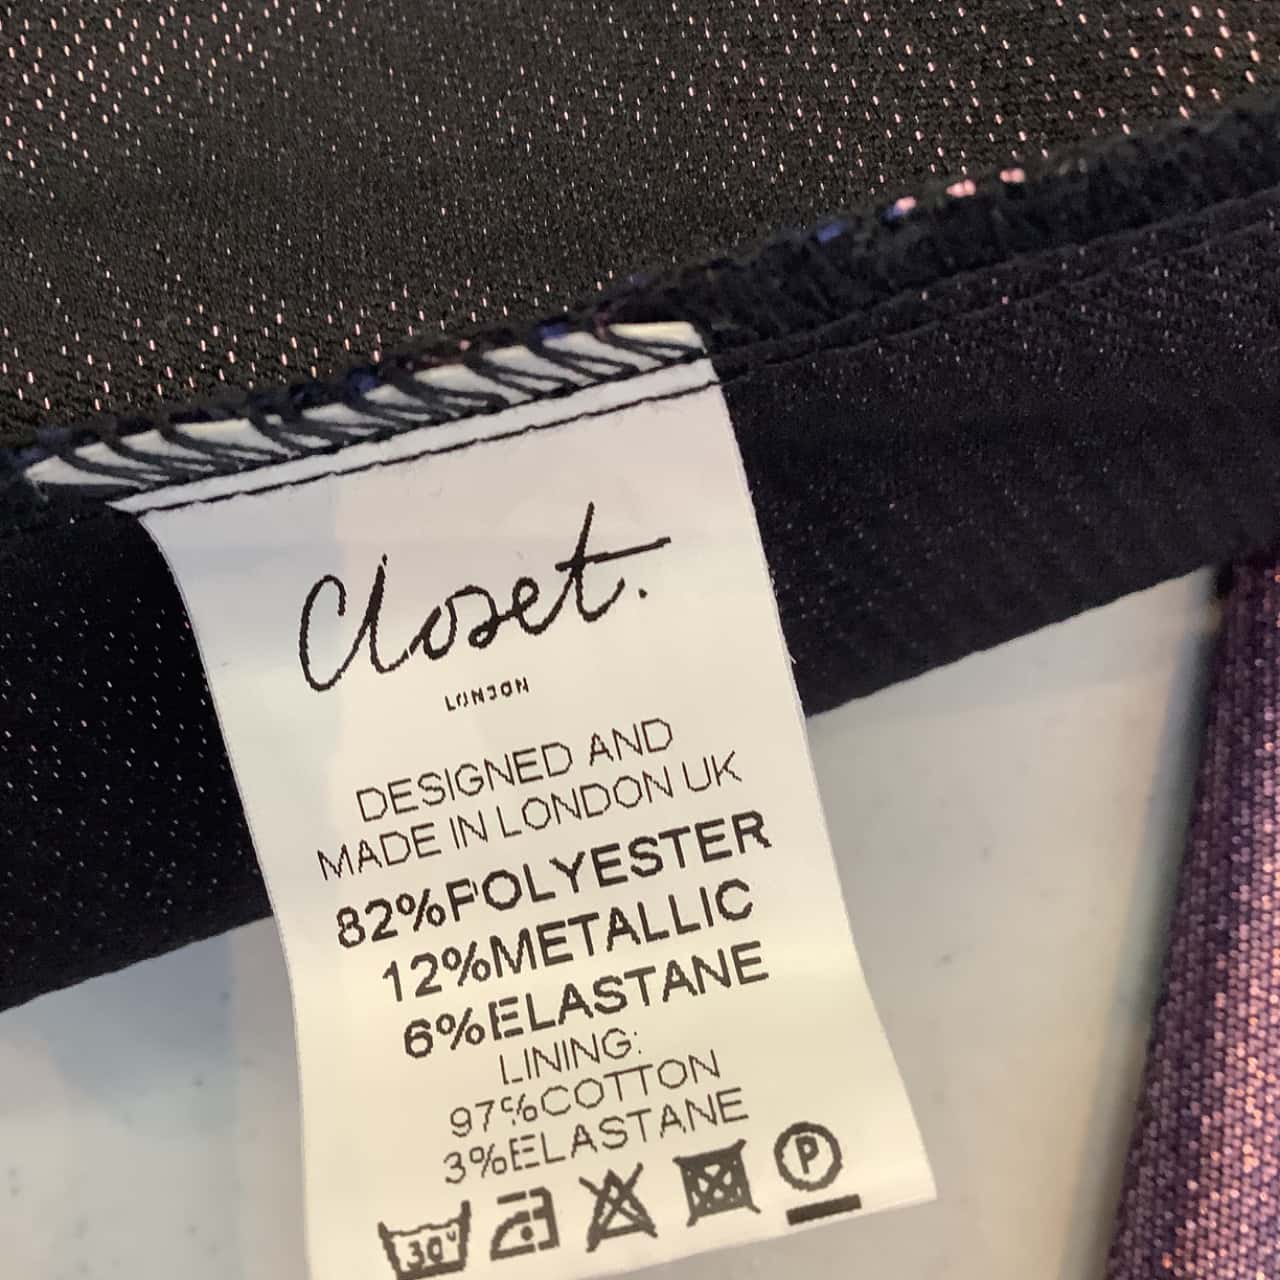 Closet.
LONDON
DESIGNED AND
MADE IN LONDON UK
82%POLYESTER
12%METALLIC
6%ELASTANE
LINING:
97%COTTON
3%ELASTANE
30° P